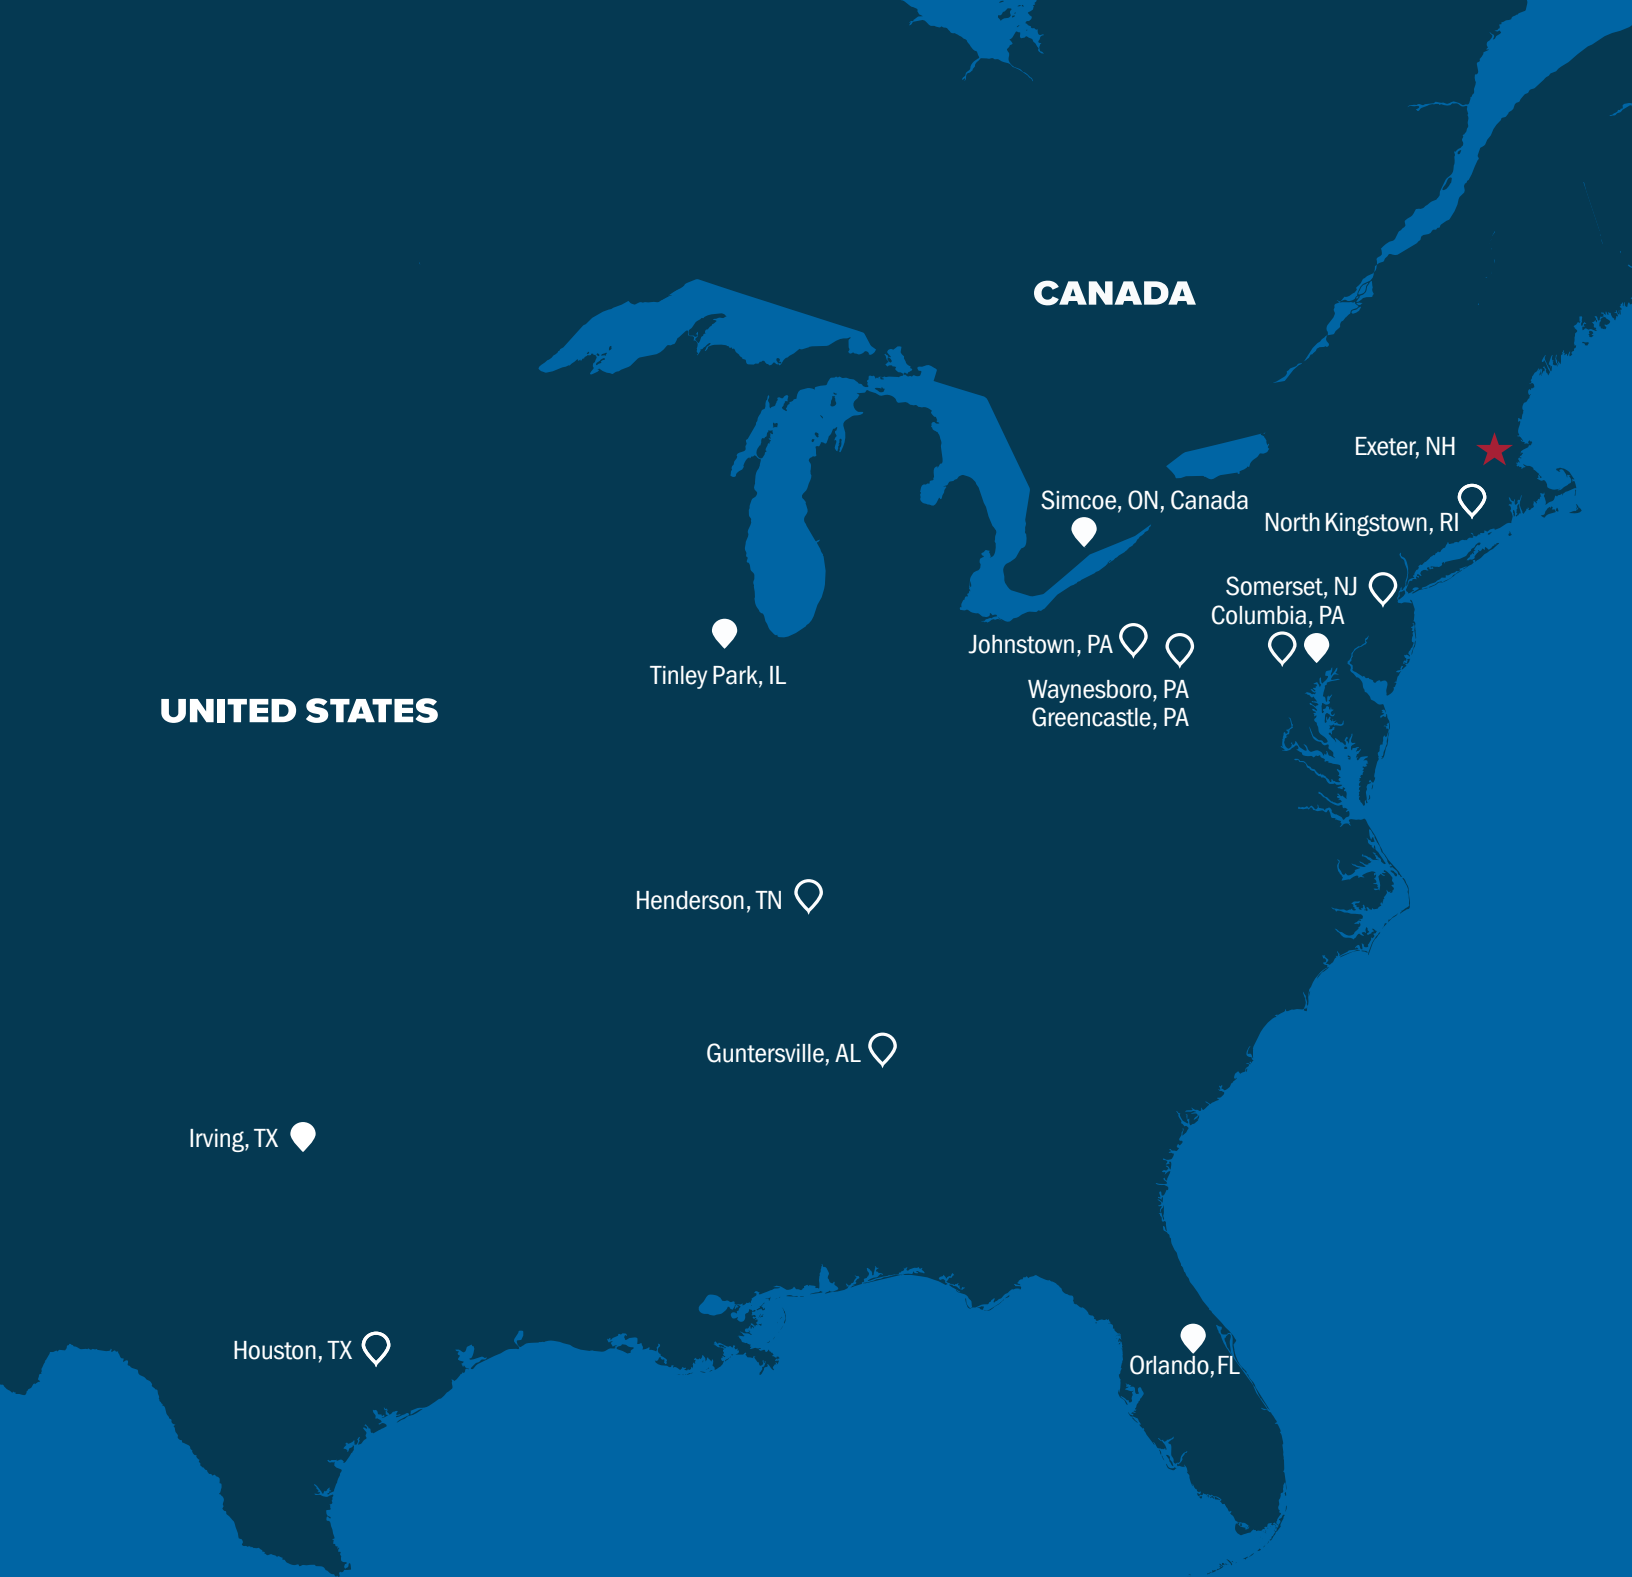 CANADA
Exeter, NH
Simcoe, ON, Canada
North Kingstown, RI
Somerset, NJ
Columbia, PA
Johnstown, PA
Tinley Park, IL
Waynesboro, PA
Greencastle, PA
UNITED STATES
Henderson, TN
Guntersville, AL
Irving, TX
Houston, TX
Orlando, FL